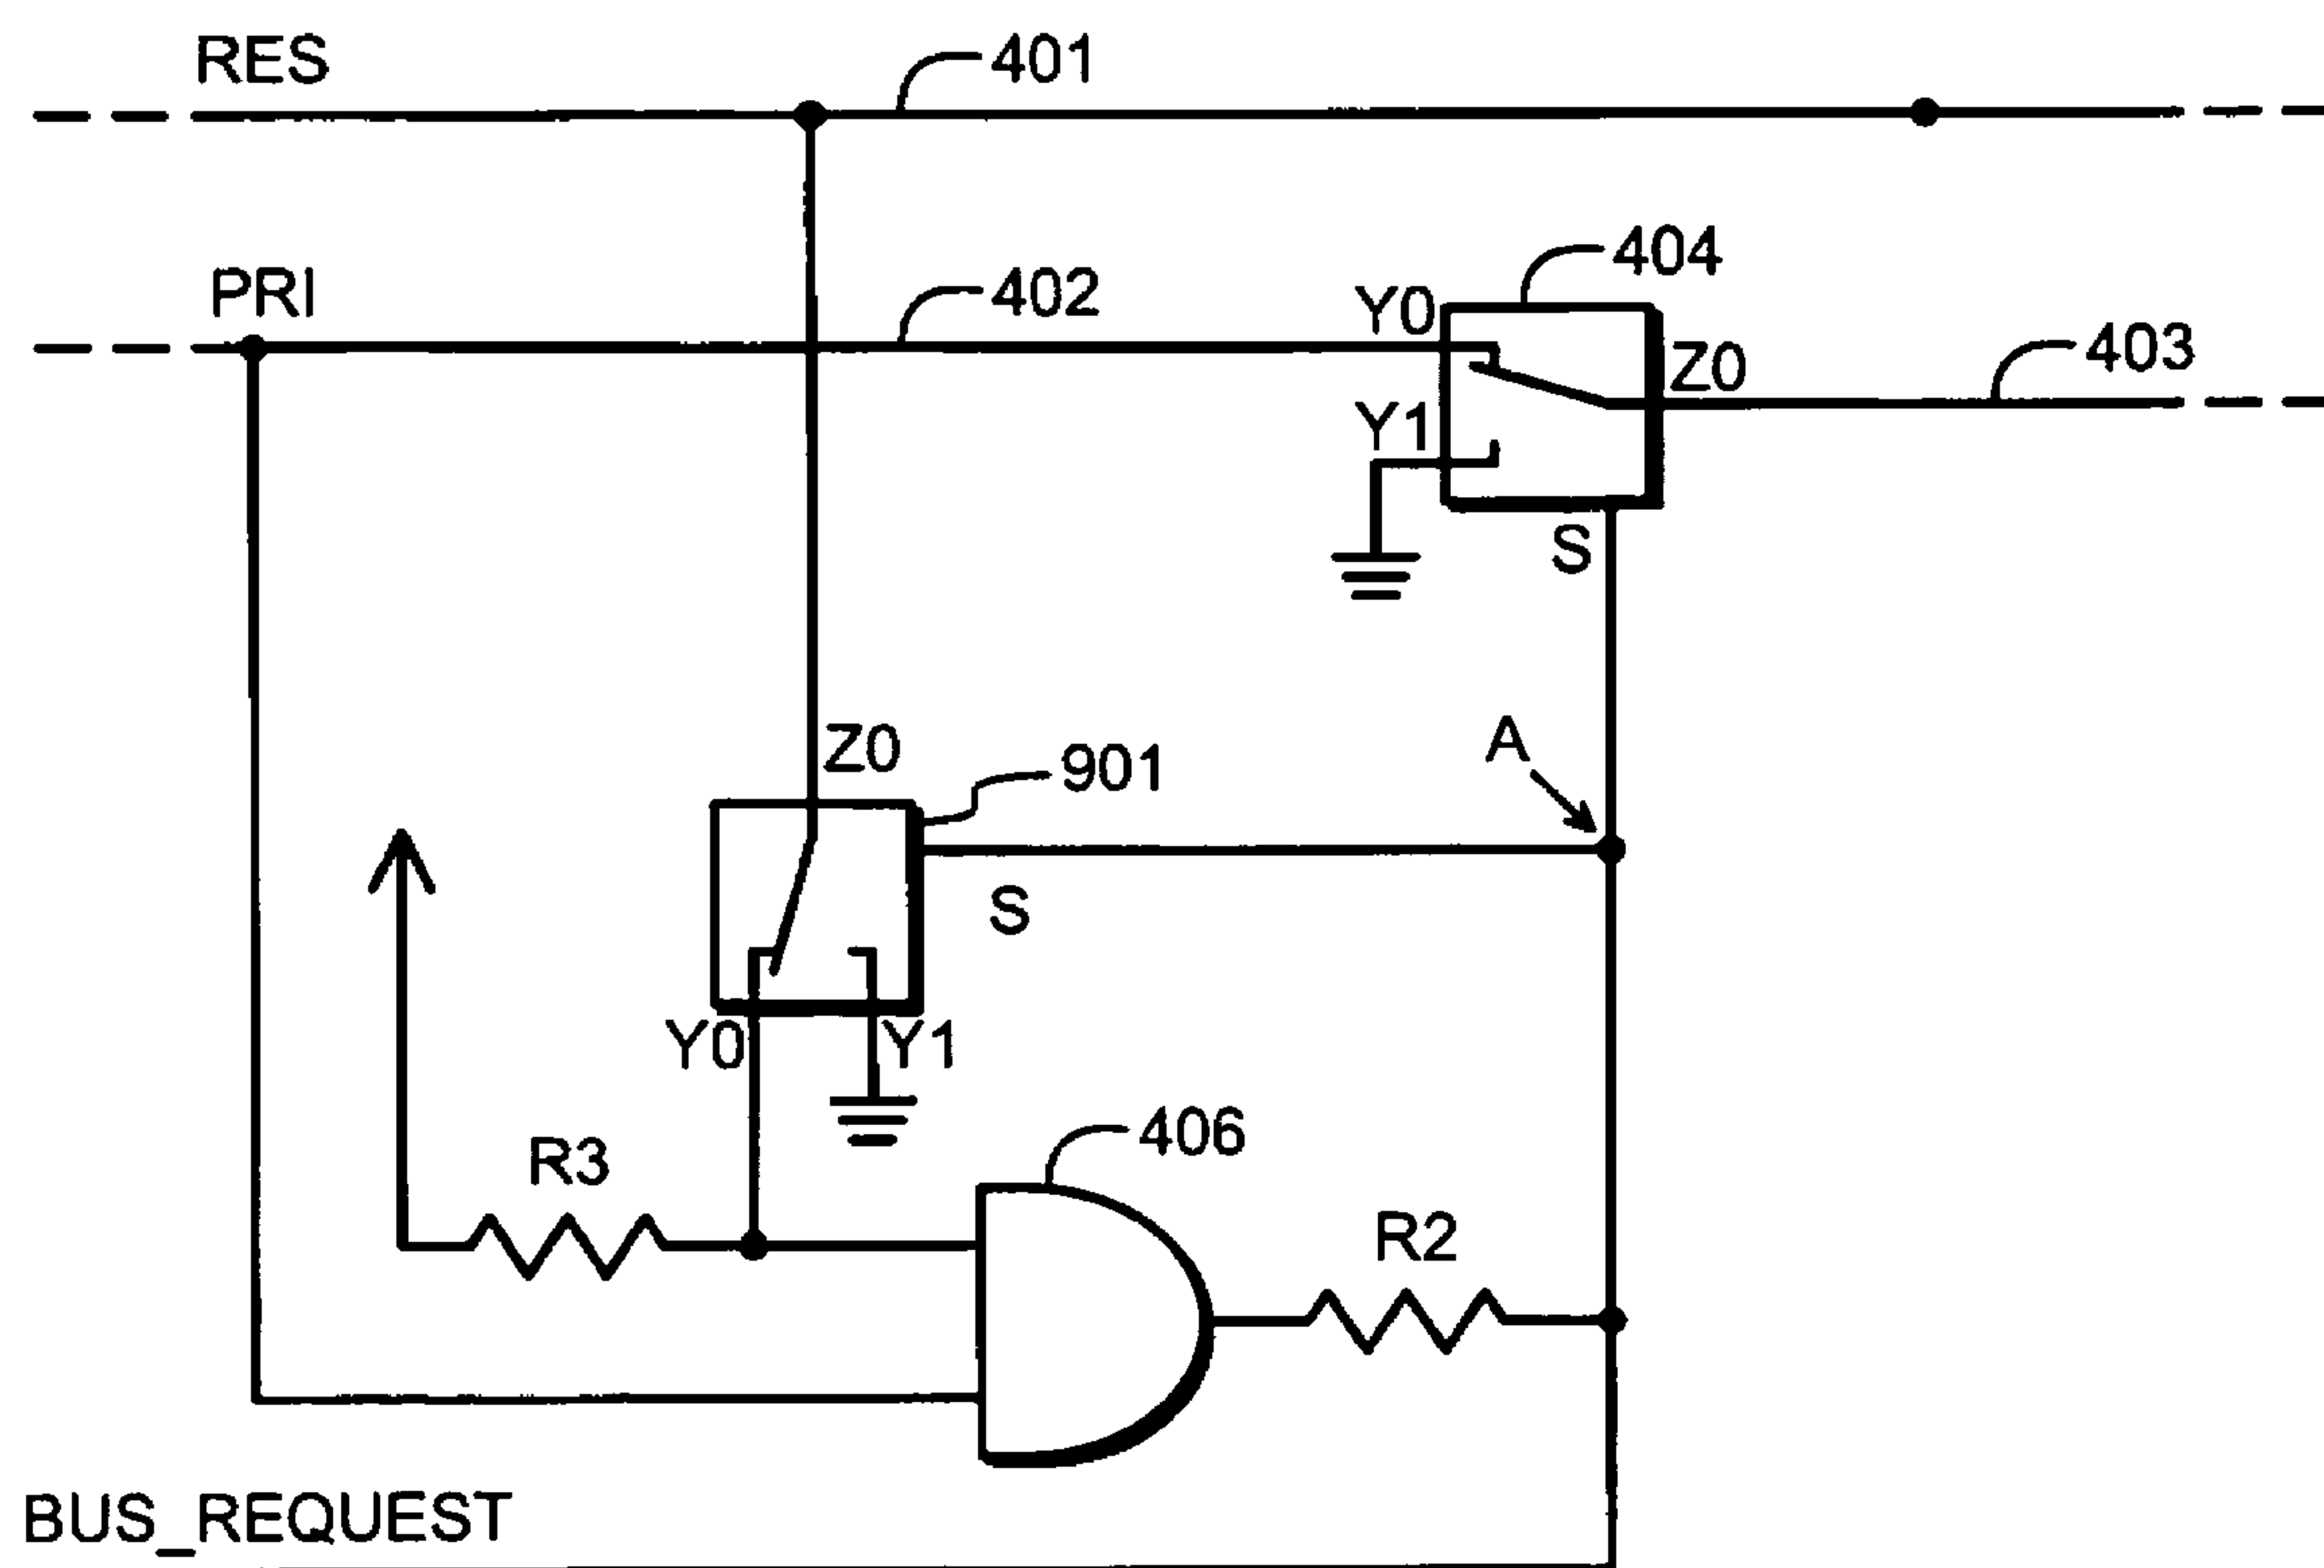 RES
401
PRI
402
404
Y0
Z0
403
Y1
S
A
Z0
901
S
Y0
Y1
406
R3
R2
BUS_REQUEST